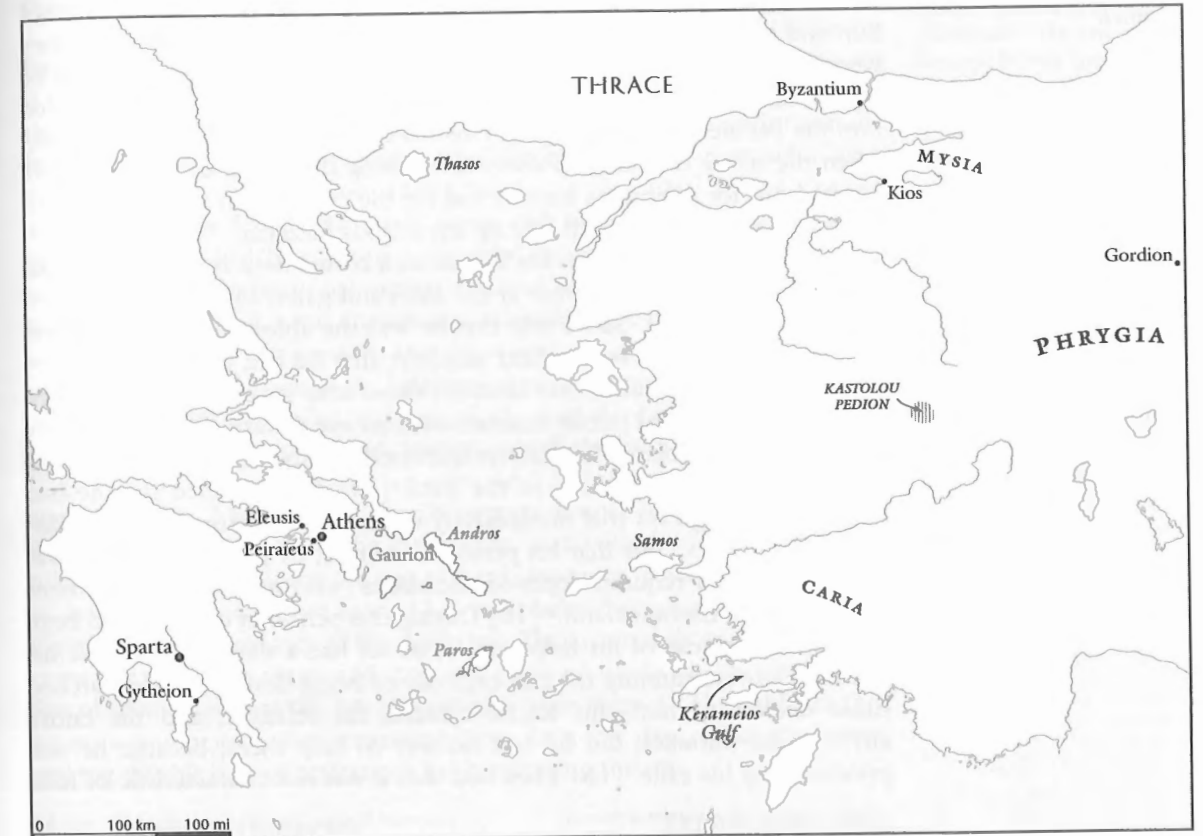 THRACE
Byzantium
MYSIA
Thasos
Kios
Gordion
PHRYGIA
KASTOLOU
PEDION
Eleusis
Athens
Andros
Samos
Peiraieus
Gaurion
CARIA
Sparta
Paros
Gytheion
Kerameios
Gulf
0 100 km 100 mi